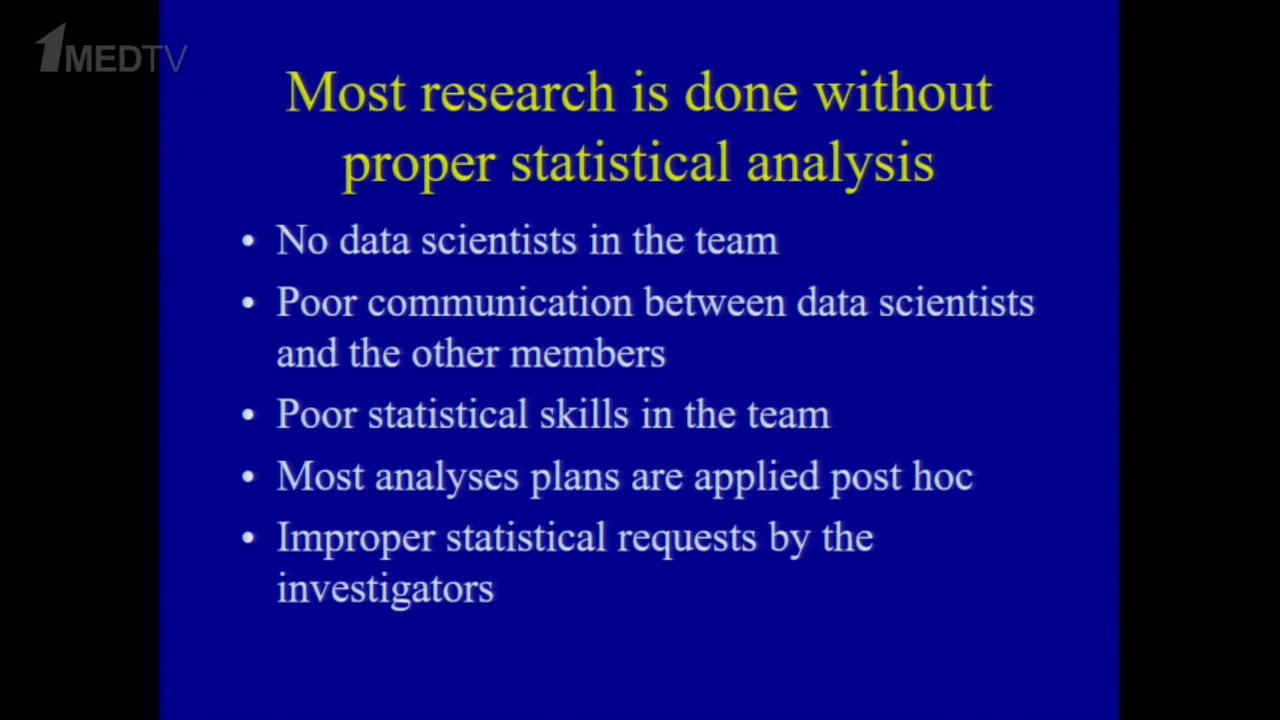 1MEDTV
Most research is done without
proper statistical analysis
• No data scientists in the team
• Poor communication between data scientists
and the other members
• Poor statistical skills in the team
• Most analyses plans are applied post hoc
• Improper statistical requests by the
investigators